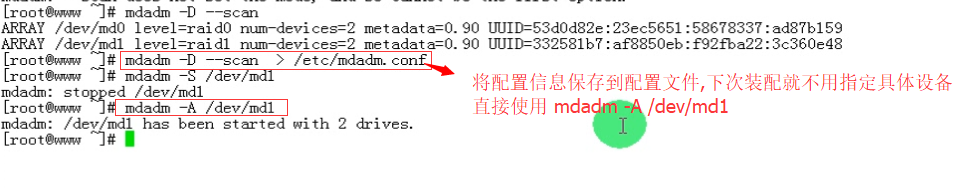 [root@www ~]# mdadm -D --scan
ARRAY /dev/md0 level=raid0 num-devices=2 metadata=0.90 UUID=53d0d82e:23ec5651:58678337:ad87b159
ARRAY /dev/md1 level=raid1 num-devices=2 metadata=0.90 UUID=332581b7:af8850eb:f92fba22:3c360e48
[root@www ~]# mdadm -D --scan > /etc/mdadm.conf
[root@www ~]# mdadm -S /dev/md1
mdadm: stopped /dev/md1
[root@www ~]# mdadm -A /dev/md1
mdadm: /dev/md1 has been started with 2 drives.
[root@www ~]#
将配置信息保存到配置文件,下次装配就不用指定具体设备
直接使用 mdadm -A /dev/md1